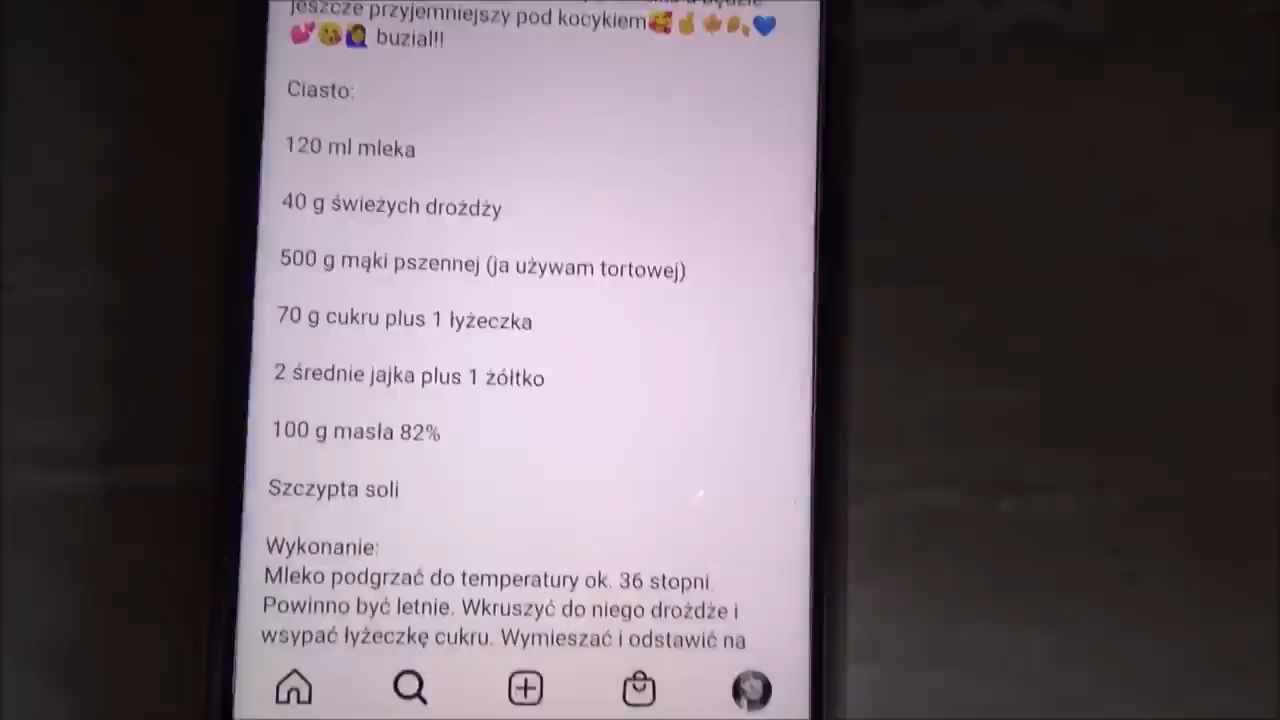 jeszcze przyjemniejszy pod kocykiem🥰🤞🍁🍂💙
💕😘🙋‍♀️ buzia!!!
Ciasto:
120 ml mleka
40 g świeżych drożdży
500 g mąki pszennej (ja używam tortowej)
70 g cukru plus 1 łyżeczka
2 średnie jajka plus 1 żółtko
100 g masła 82%
Szczypta soli
Wykonanie:
Mleko podgrzać do temperatury ok. 36 stopni.
Powinno być letnie. Wkruszyć do niego drożdże i
wsypać łyżeczkę cukru. Wymieszać i odstawić na